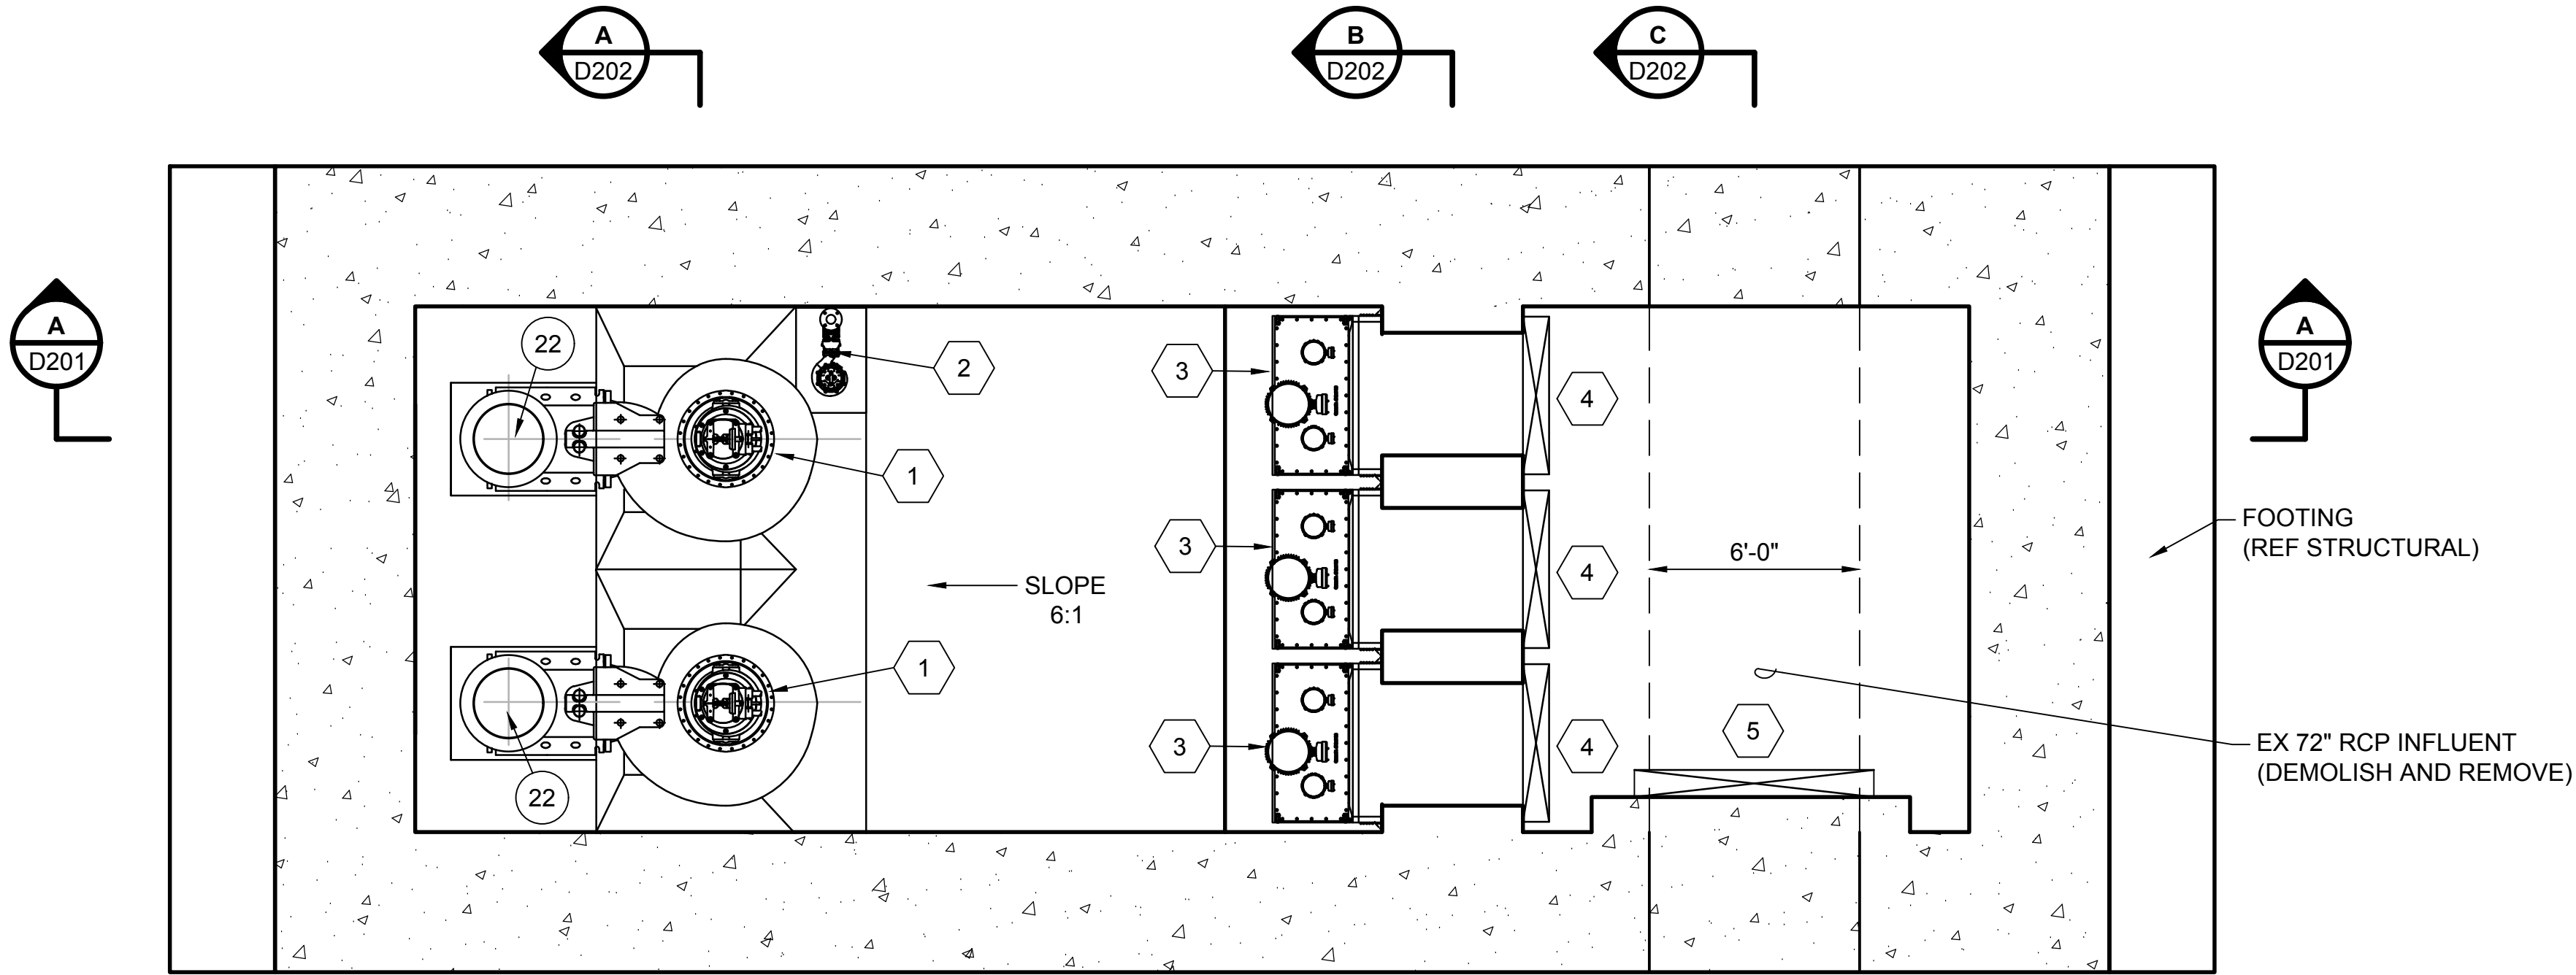 A
D202
B
D202
C
D202
A
D201
A
D201
22
2
3
4
1
3
4
6'-0"
FOOTING
(REF STRUCTURAL)
SLOPE
6:1
1
3
4
5
22
EX 72" RCP INFLUENT
(DEMOLISH AND REMOVE)